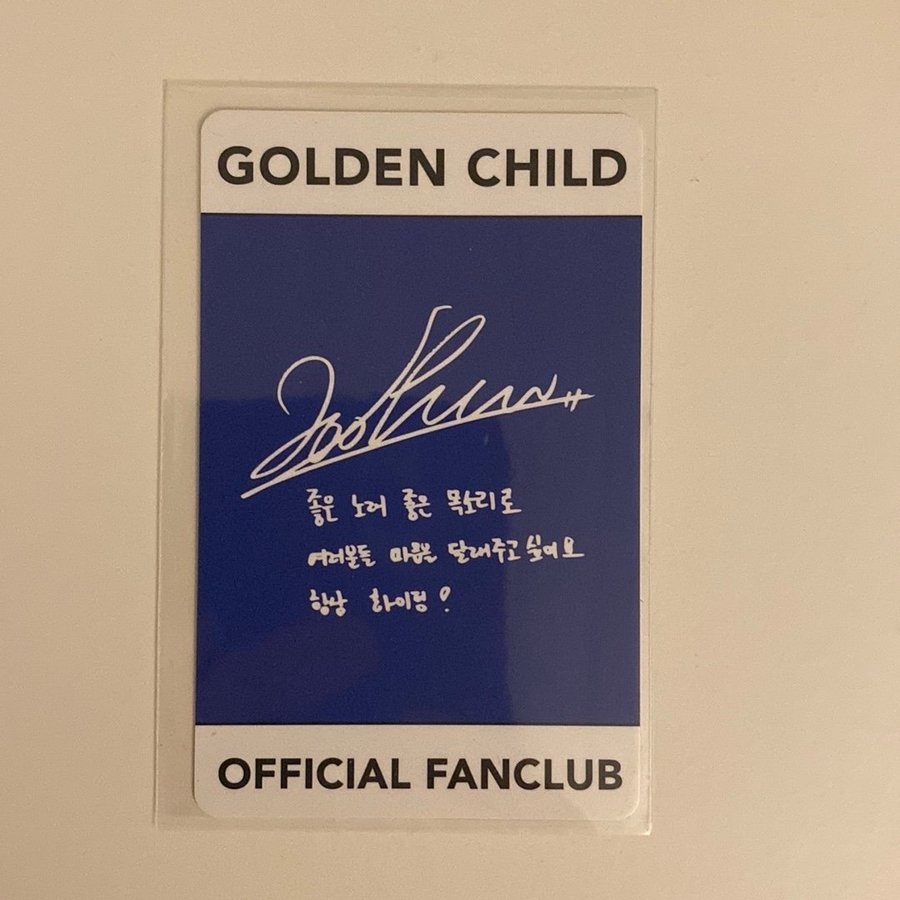 GOLDEN CHILD
좋은 노래 좋은 목소리로
여러분들 마음을 달래주고싶어요
항상 화이팅!
OFFICIAL FANCLUB